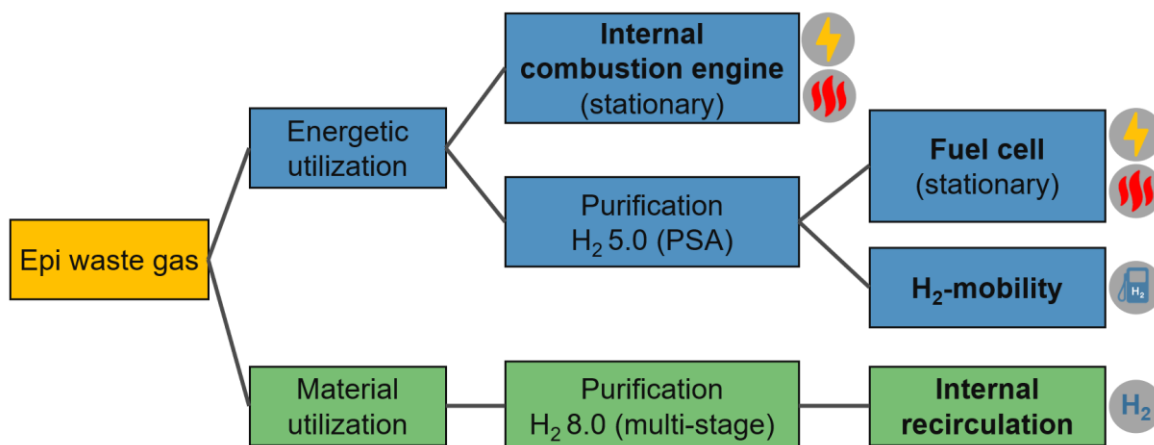 Internal
combustion engine
(stationary)
Energetic
utilization
Fuel cell
(stationary)
Purification
H₂ 5.0 (PSA)
Epi waste gas
H₂-mobility
H₂
Material
utilization
Purification
H₂ 8.0 (multi-stage)
Internal
recirculation
H₂